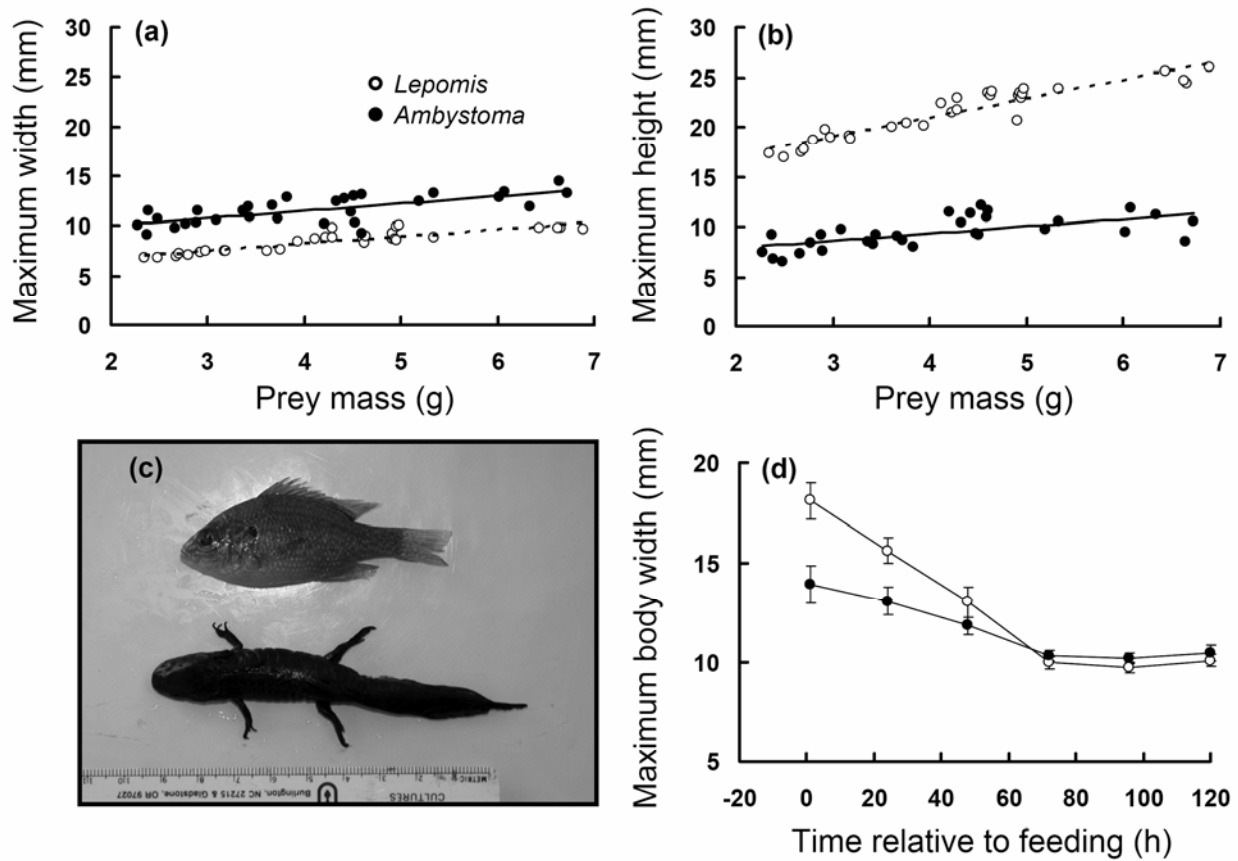 (a)
Maximum width (mm)
30
25
20
15
10
5
0
Lepomis
Ambystoma
2 3 4 5 6 7
Prey mass (g)
(b)
Maximum height (mm)
30
25
20
15
10
5
0
2 3 4 5 6 7
Prey mass (g)
(c)
METRIC
CULTURES
Burlington, NC 27215 & Gladstone, OR 97027
(d)
Maximum body width (mm)
20
15
10
5
-20 0 20 40 60 80 100 120
Time relative to feeding (h)